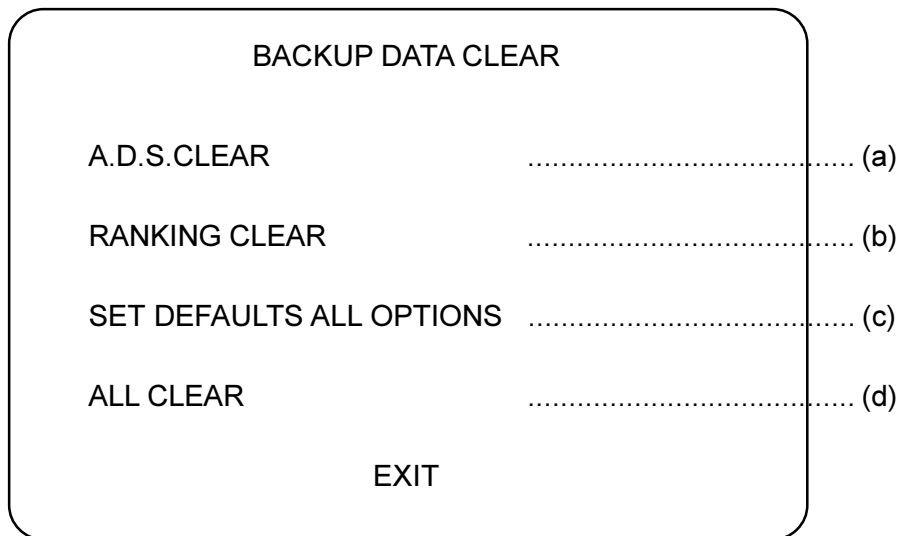 BACKUP DATA CLEAR
A.D.S.CLEAR ........................................ (a)
RANKING CLEAR ........................................ (b)
SET DEFAULTS ALL OPTIONS ........................................ (c)
ALL CLEAR ........................................ (d)
EXIT